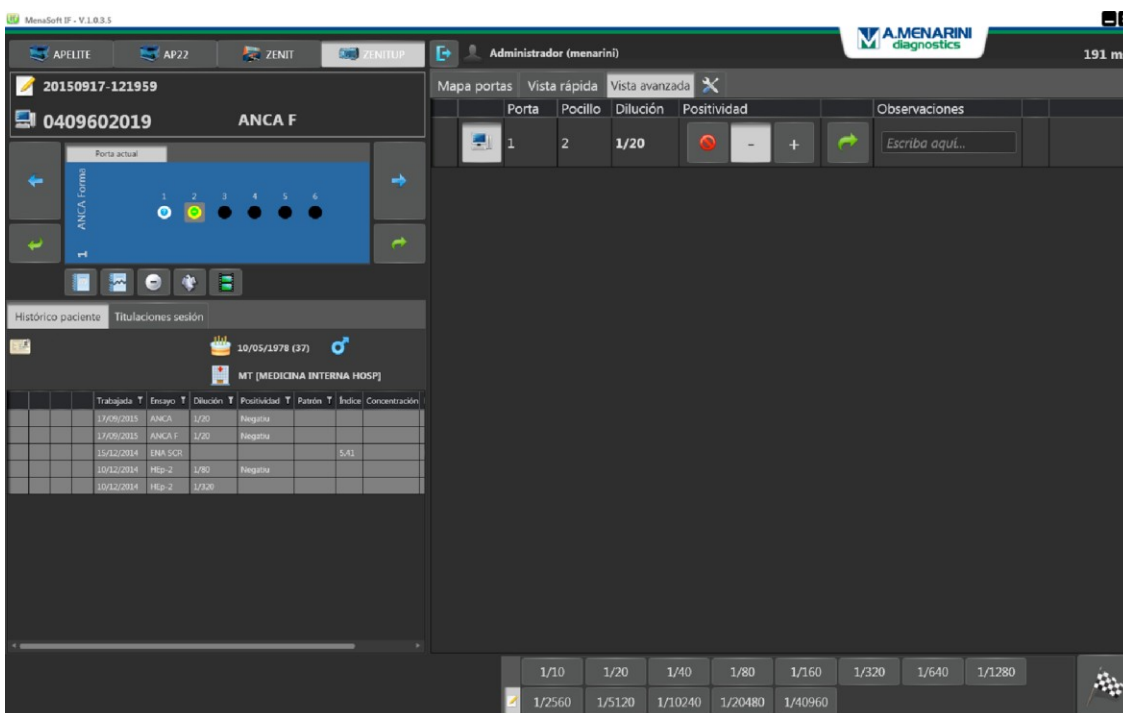 MenaSoft IF - V.1.0.3.5
APELITE AP22 ZENIT ZENITUP
Administrador (menarini)
A.MENARINI
diagnostics
191 m
20150917-121959
0409602019 ANCA F
Mapa portas Vista rápida Vista avanzada
Porta Pocillo Dilución Positividad Observaciones
1 2 1/20 - + Escriba aquí...
Porta actual
ANCA Forma
1 2 3 4 5 6
1
Histórico paciente Titulaciones sesión
10/05/1978 (37)
MT [MEDICINA INTERNA HOSP]
Trabajada Ensayo Dilución Positividad Patrón Índice Concentración
17/09/2015 ANCA 1/20 Negatiu
17/09/2015 ANCA F 1/20 Negatiu
15/12/2014 ENA SCR 5,41
10/12/2014 HEp-2 1/80 Negatiu
10/12/2014 HEp-2 1/320
1/10 1/20 1/40 1/80 1/160 1/320 1/640 1/1280
1/2560 1/5120 1/10240 1/20480 1/40960